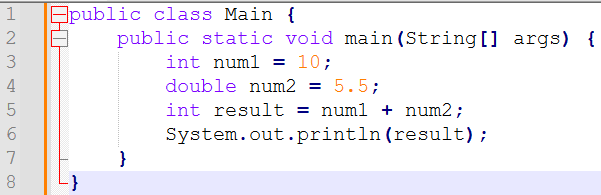 1 public class Main {
2     public static void main(String[] args) {
3         int num1 = 10;
4         double num2 = 5.5;
5         int result = num1 + num2;
6         System.out.println(result);
7     }
8 }